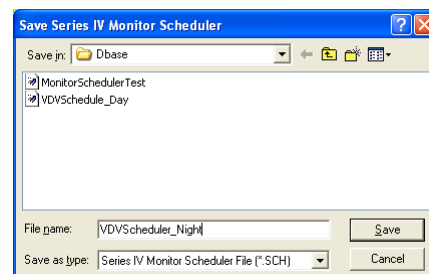 Save Series IV Monitor Scheduler
Save in: Dbase
MonitorSchedulerTest
VDVSchedule_Day
File name: VDVScheduler_Night Save
Save as type: Series IV Monitor Scheduler File (*.SCH) Cancel